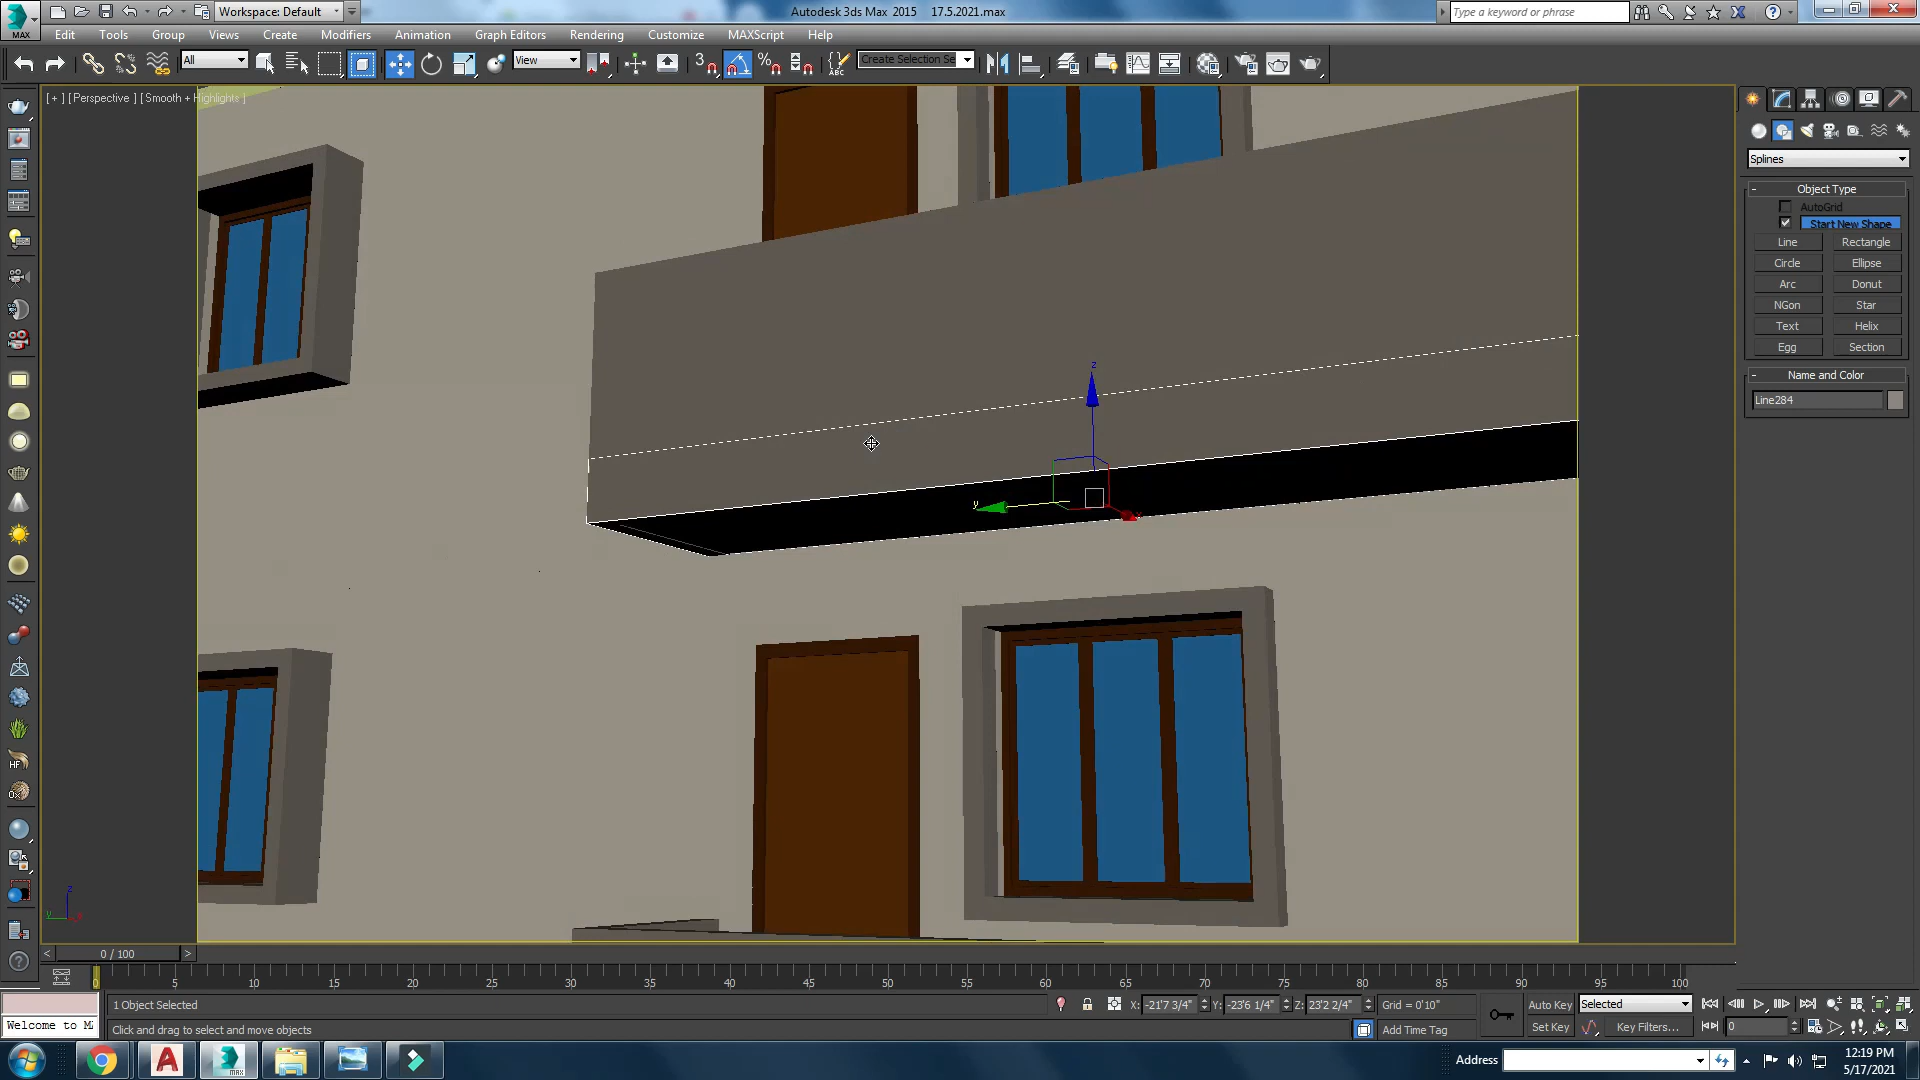 Workspace: Default
Autodesk 3ds Max 2015    17.5.2021.max
Type a keyword or phrase
MAX
Edit Tools Group Views Create Modifiers Animation Graph Editors Rendering Customize MAXScript Help
All
View
3
Create Selection Se
[ + ] [ Perspective ] [ Smooth + Highlights ]
Splines
Object Type
AutoGrid
Start New Shape
Line Rectangle
Circle Ellipse
Arc Donut
NGon Star
Text Helix
Egg Section
Name and Color
Line284
z
y
x
HF
z
y x
< 0 / 100 >
0 5 10 15 20 25 30 35 40 45 50 55 60 65 70 75 80 85 90 95 100
1 Object Selected
X: -21'7 3/4" Y: -23'6 1/4" Z: 23'2 2/4" Grid = 0'10"
Auto Key Selected
Welcome to M
Click and drag to select and move objects
Add Time Tag
Set Key Key Filters...
0
Address
12:19 PM
5/17/2021